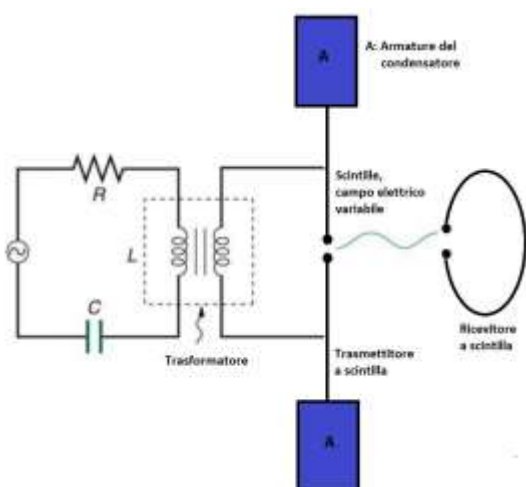 A
A: Armature del
condensatore
R
Scintille,
campo elettrico
variabile
L
C
Trasformatore
Ricevitore
a scintilla
Trasmettitore
a scintilla
A